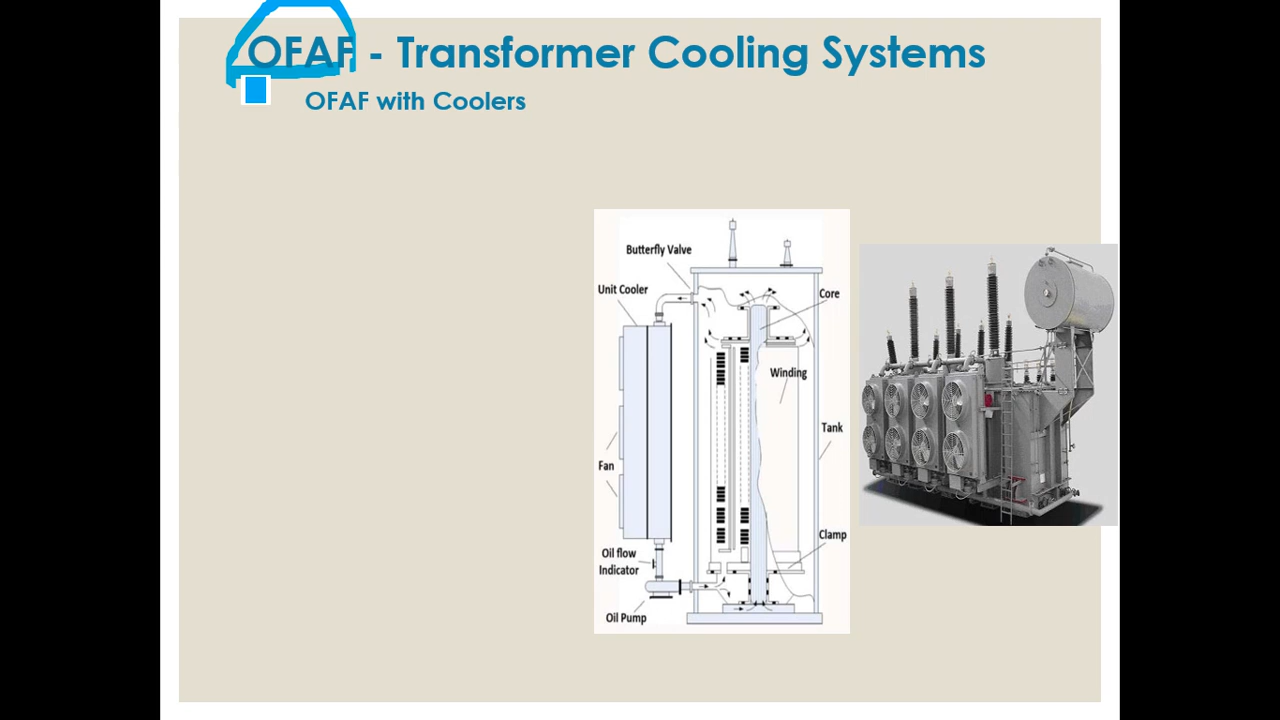 OFAF - Transformer Cooling Systems
OFAF with Coolers
Butterfly Valve
Unit Cooler
Core
Winding
Tank
Fan
Clamp
Oil flow
Indicator
Oil Pump